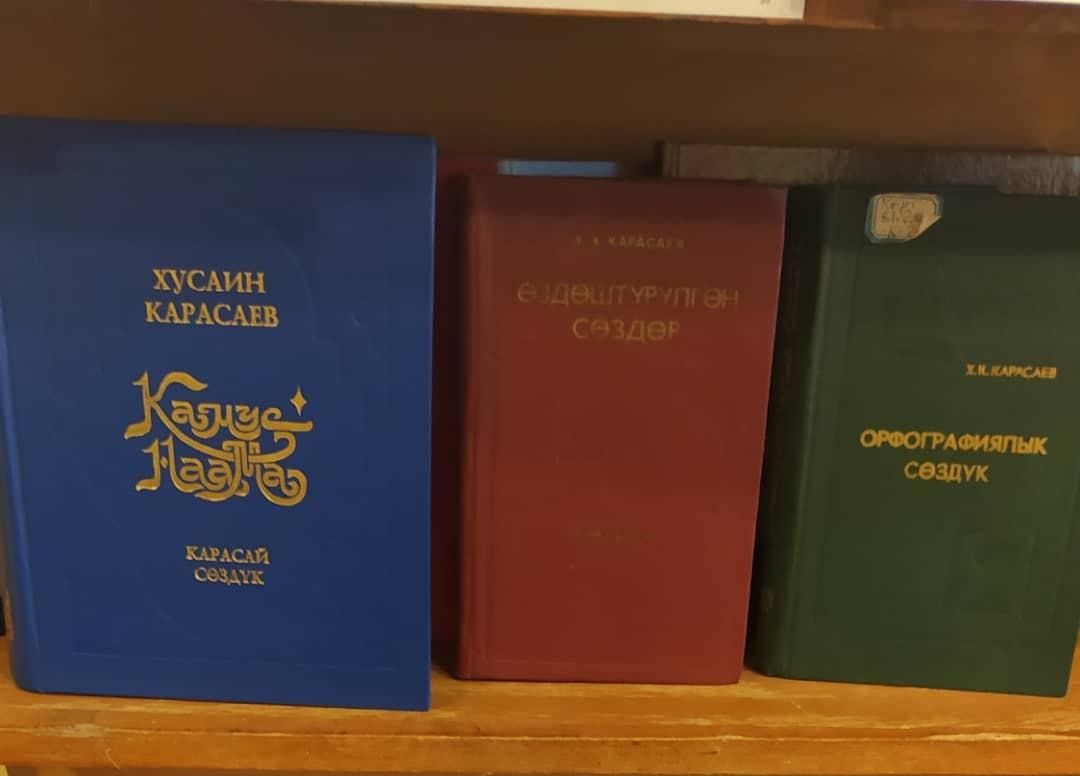 ХУСАИН
КАРАСАЕВ
Камус
Наама
КАРАСАЙ
СӨЗДҮК
КАРАСАЕВ
ӨЗДӨШТҮРҮЛГӨН
СӨЗДӨР
Х.К. КАРАСАЕВ
ОРФОГРАФИЯЛЫК
СӨЗДҮК